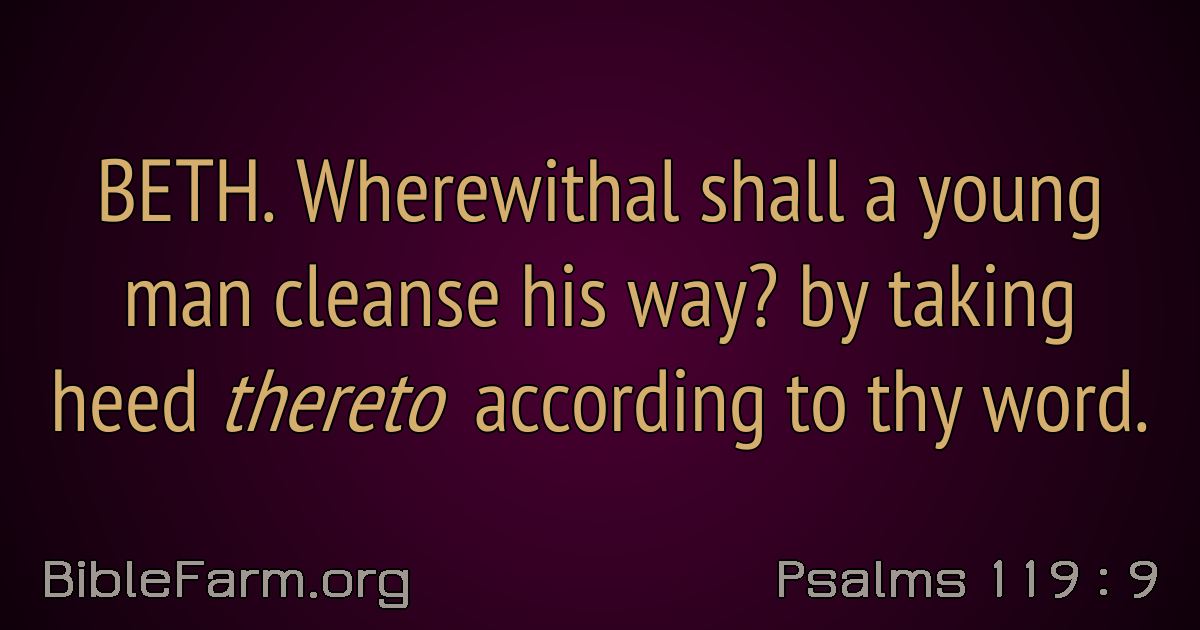 BETH. Wherewithal shall a young
man cleanse his way? by taking
heed thereto according to thy word.
BibleFarm.org
Psalms 119 : 9